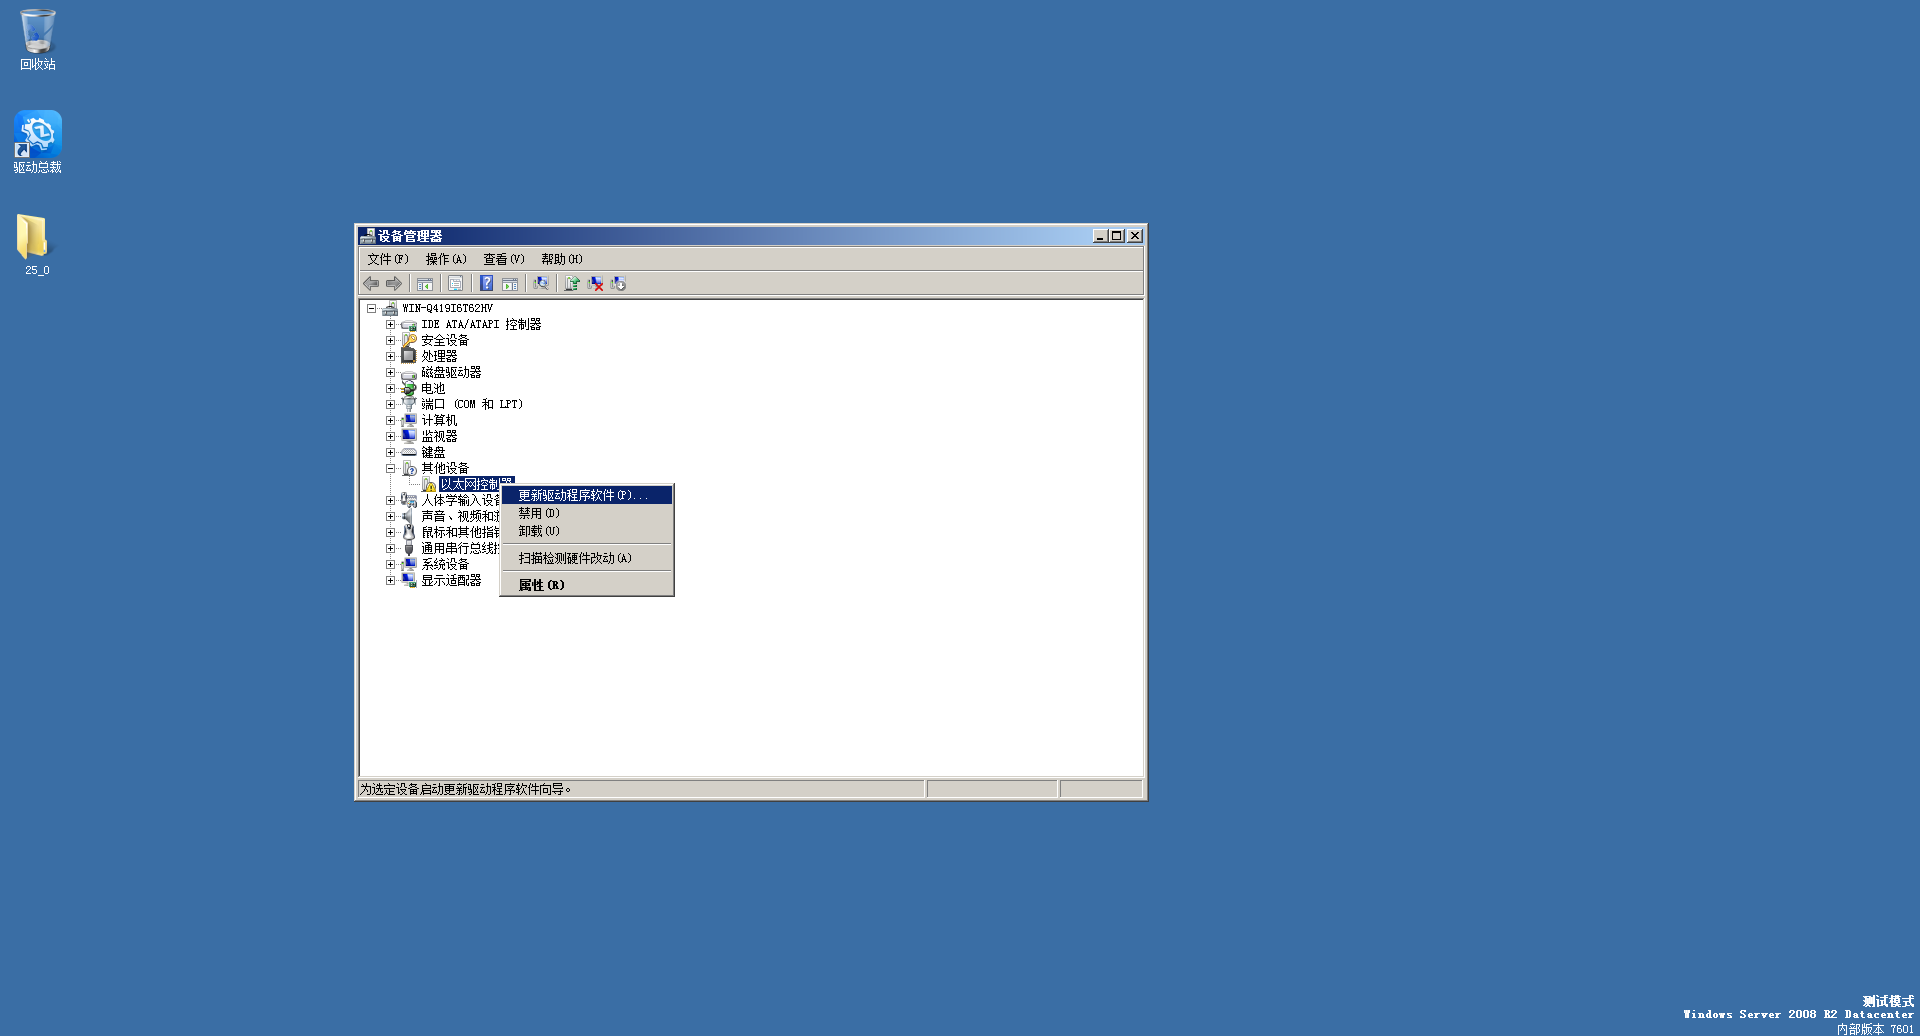 回收站
驱动总裁
25_0
设备管理器
文件(F) 操作(A) 查看(V) 帮助(H)
WIN-Q419I6T62HV
IDE ATA/ATAPI 控制器
安全设备
处理器
磁盘驱动器
电池
端口 (COM 和 LPT)
计算机
监视器
键盘
其他设备
以太网控制器
更新驱动程序软件(P)...
人体学输入设备
禁用(D)
声音、视频和
卸载(U)
鼠标和其他指针
通用串行总线
扫描检测硬件改动(A)
系统设备
显示适配器
属性(R)
为选定设备启动更新驱动程序软件向导。
测试模式
Windows Server 2008 R2 Datacenter
内部版本 7601